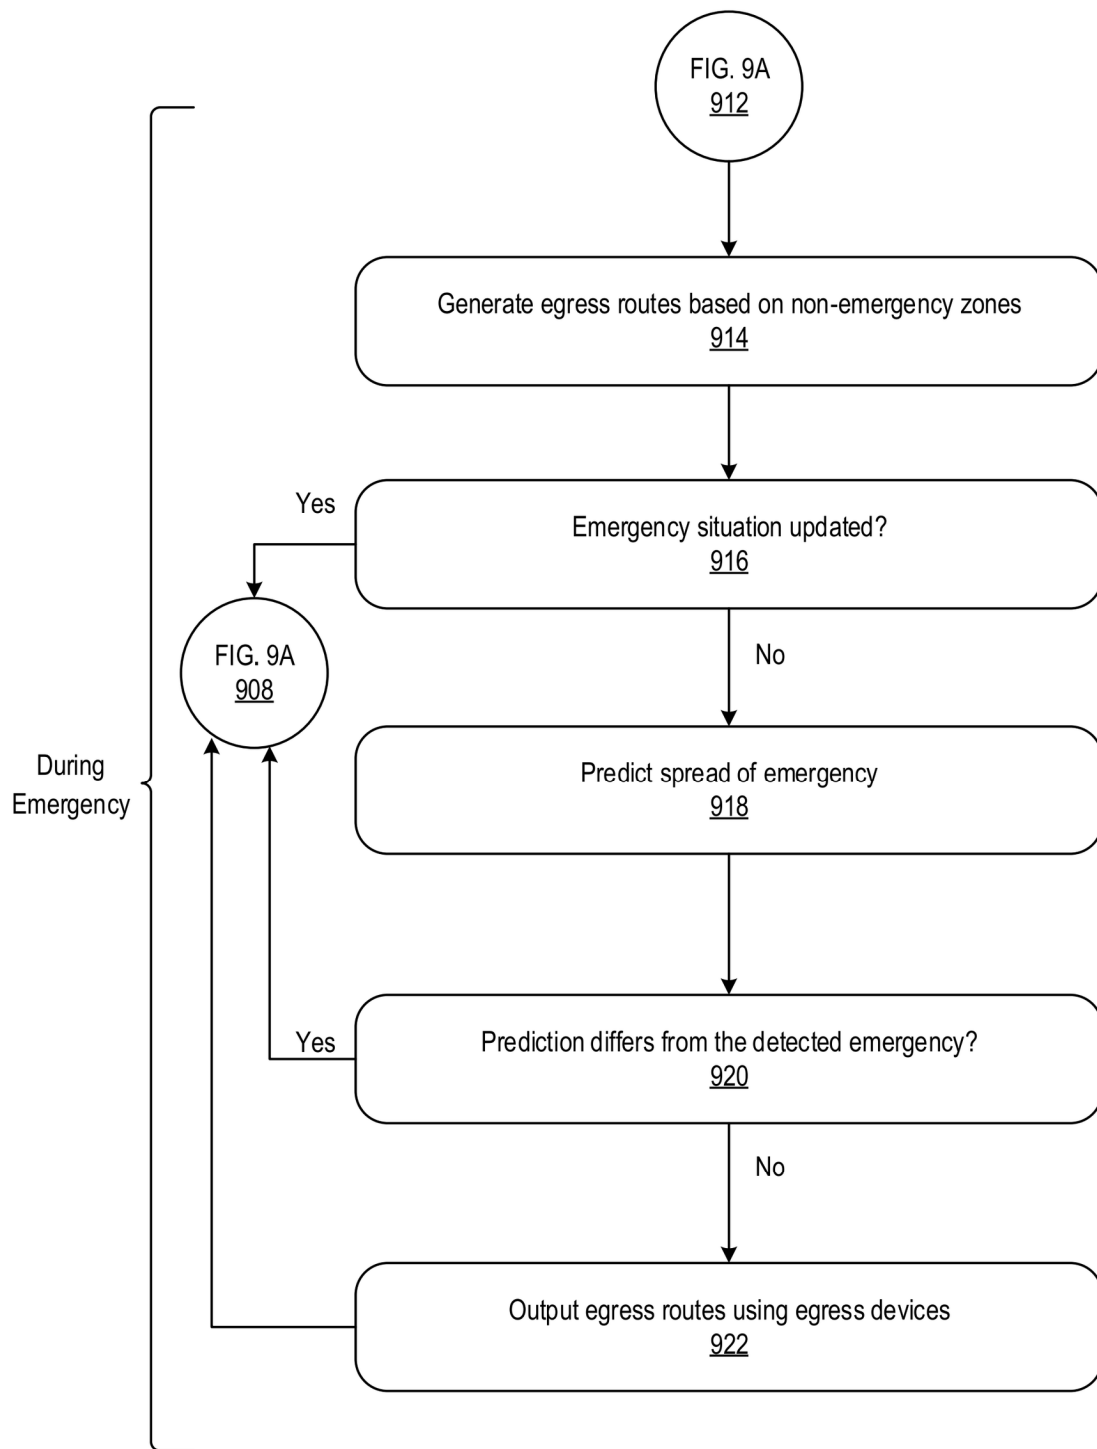 FIG. 9A
912
Generate egress routes based on non-emergency zones
914
Yes
Emergency situation updated?
916
FIG. 9A
908
No
During
Emergency
Predict spread of emergency
918
Yes
Prediction differs from the detected emergency?
920
No
Output egress routes using egress devices
922